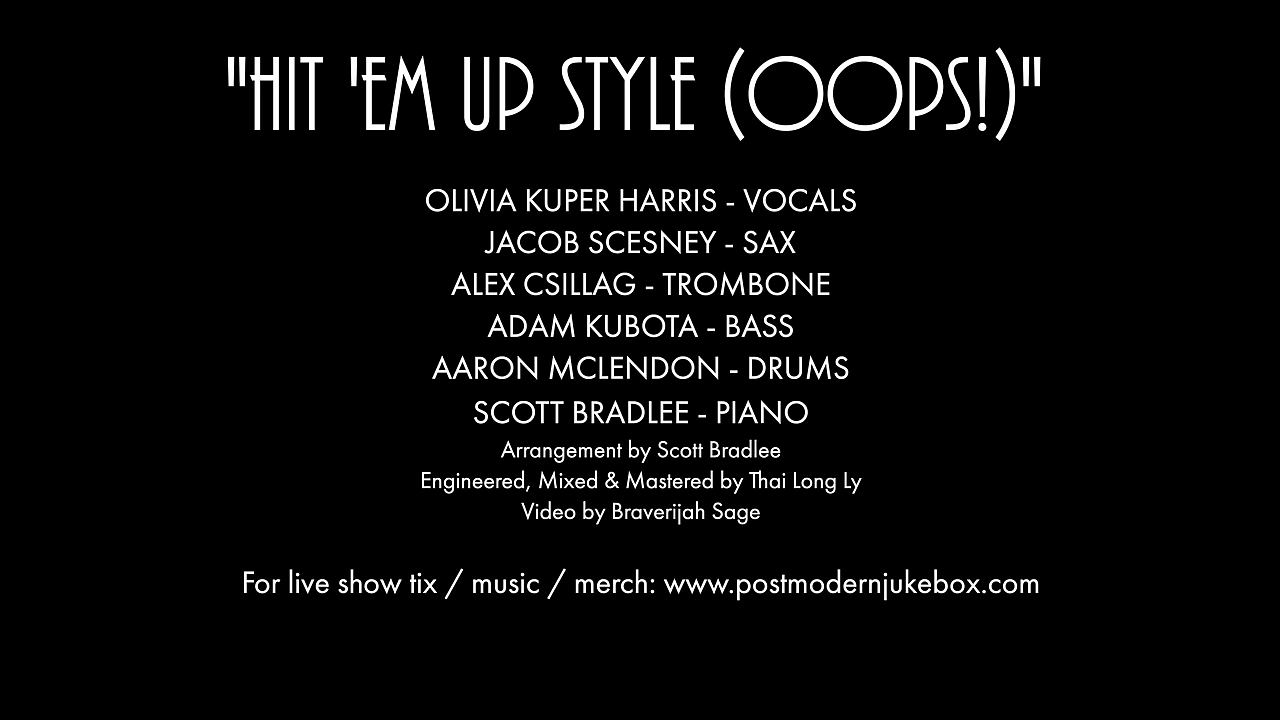 "HIT 'EM UP STYLE (OOPS!)"
OLIVIA KUPER HARRIS - VOCALS
JACOB SCESNEY - SAX
ALEX CSILLAG - TROMBONE
ADAM KUBOTA - BASS
AARON MCLENDON - DRUMS
SCOTT BRADLEE - PIANO
Arrangement by Scott Bradlee
Engineered, Mixed & Mastered by Thai Long Ly
Video by Braverijah Sage
For live show tix / music / merch: www.postmodernjukebox.com